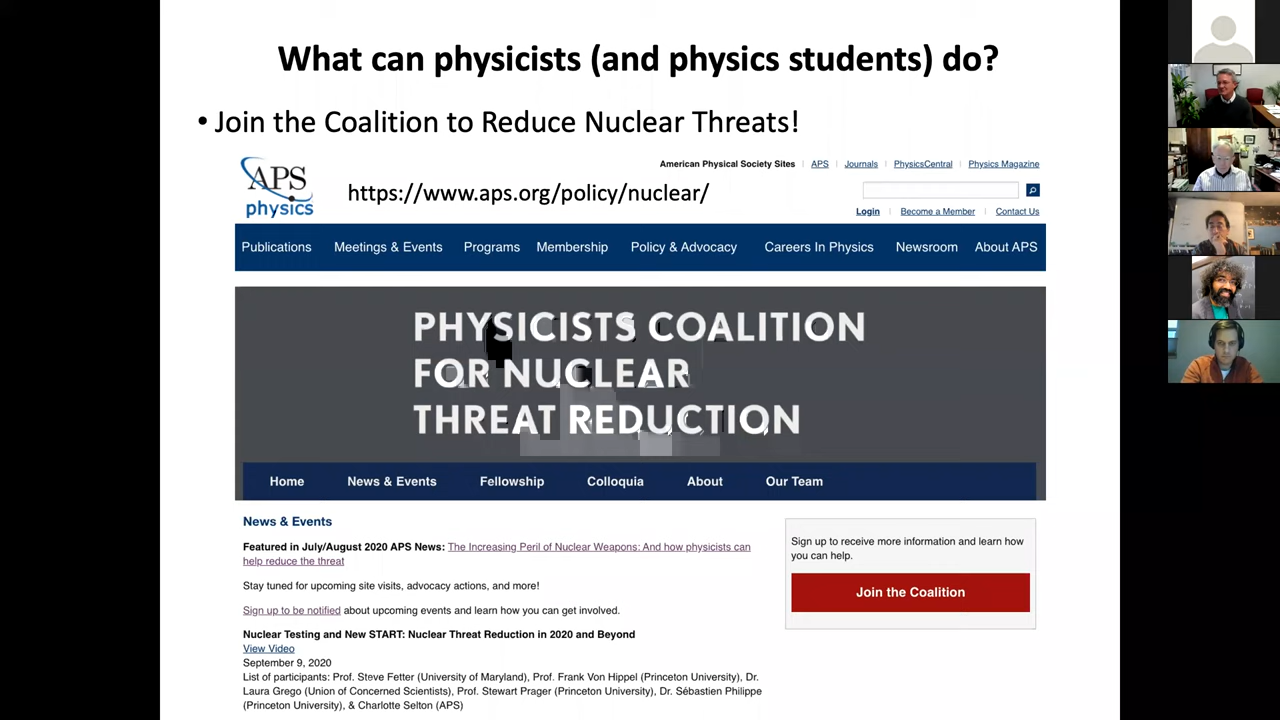 What can physicists (and physics students) do?
• Join the Coalition to Reduce Nuclear Threats!
APS
physics
https://www.aps.org/policy/nuclear/
American Physical Society Sites | APS | Journals | PhysicsCentral | Physics Magazine
Login | Become a Member | Contact Us
Publications Meetings & Events Programs Membership Policy & Advocacy Careers In Physics Newsroom About APS
PHYSICISTS COALITION
FOR NUCLEAR
THREAT REDUCTION
Home News & Events Fellowship Colloquia About Our Team
News & Events
Featured in July/August 2020 APS News: The Increasing Peril of Nuclear Weapons: And how physicists can
help reduce the threat
Stay tuned for upcoming site visits, advocacy actions, and more!
Sign up to be notified about upcoming events and learn how you can get involved.
Nuclear Testing and New START: Nuclear Threat Reduction in 2020 and Beyond
View Video
September 9, 2020
List of participants: Prof. Steve Fetter (University of Maryland), Prof. Frank Von Hippel (Princeton University), Dr.
Laura Grego (Union of Concerned Scientists), Prof. Stewart Prager (Princeton University), Dr. Sébastien Philippe
(Princeton University), & Charlotte Selton (APS)
Sign up to receive more information and learn how
you can help.
Join the Coalition